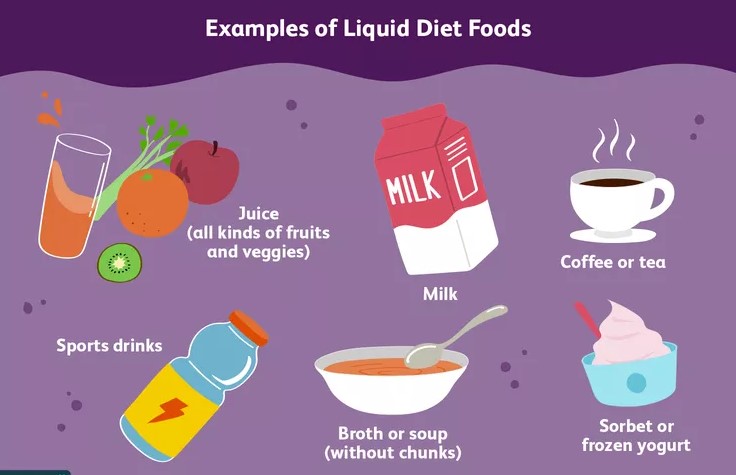 Examples of Liquid Diet Foods
Juice
(all kinds of fruits
and veggies)
MILK
Milk
Coffee or tea
Sports drinks
Broth or soup
(without chunks)
Sorbet or
frozen yogurt